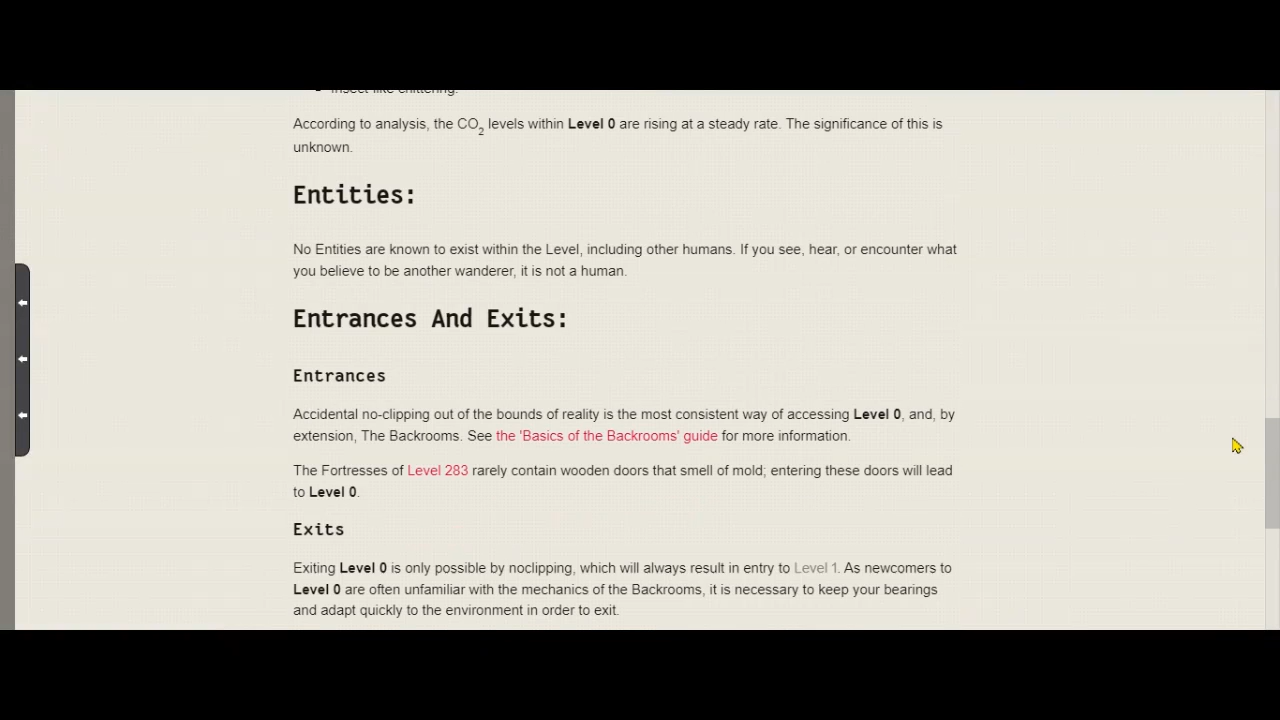 According to analysis, the CO2 levels within Level 0 are rising at a steady rate. The significance of this is
unknown.
Entities:
No Entities are known to exist within the Level, including other humans. If you see, hear, or encounter what
you believe to be another wanderer, it is not a human.
Entrances And Exits:
Entrances
Accidental no-clipping out of the bounds of reality is the most consistent way of accessing Level 0, and, by
extension, The Backrooms. See the 'Basics of the Backrooms' guide for more information.
The Fortresses of Level 283 rarely contain wooden doors that smell of mold; entering these doors will lead
to Level 0.
Exits
Exiting Level 0 is only possible by noclipping, which will always result in entry to Level 1. As newcomers to
Level 0 are often unfamiliar with the mechanics of the Backrooms, it is necessary to keep your bearings
and adapt quickly to the environment in order to exit.